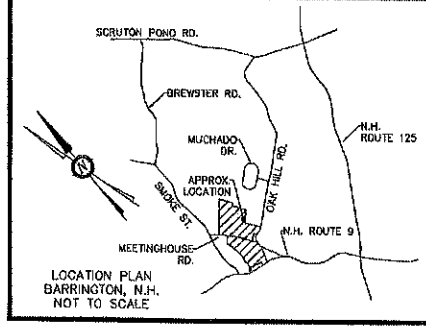 SCRUTON POND RD.
BREWSTER RD.
N.H.
ROUTE 125
MUCHADO
DR.
OAK HILL RD.
APPROX.
LOCATION
SMOKE ST.
N
N.H. ROUTE 9
MEETINGHOUSE
RD.
LOCATION PLAN
BARRINGTON, N.H.
NOT TO SCALE